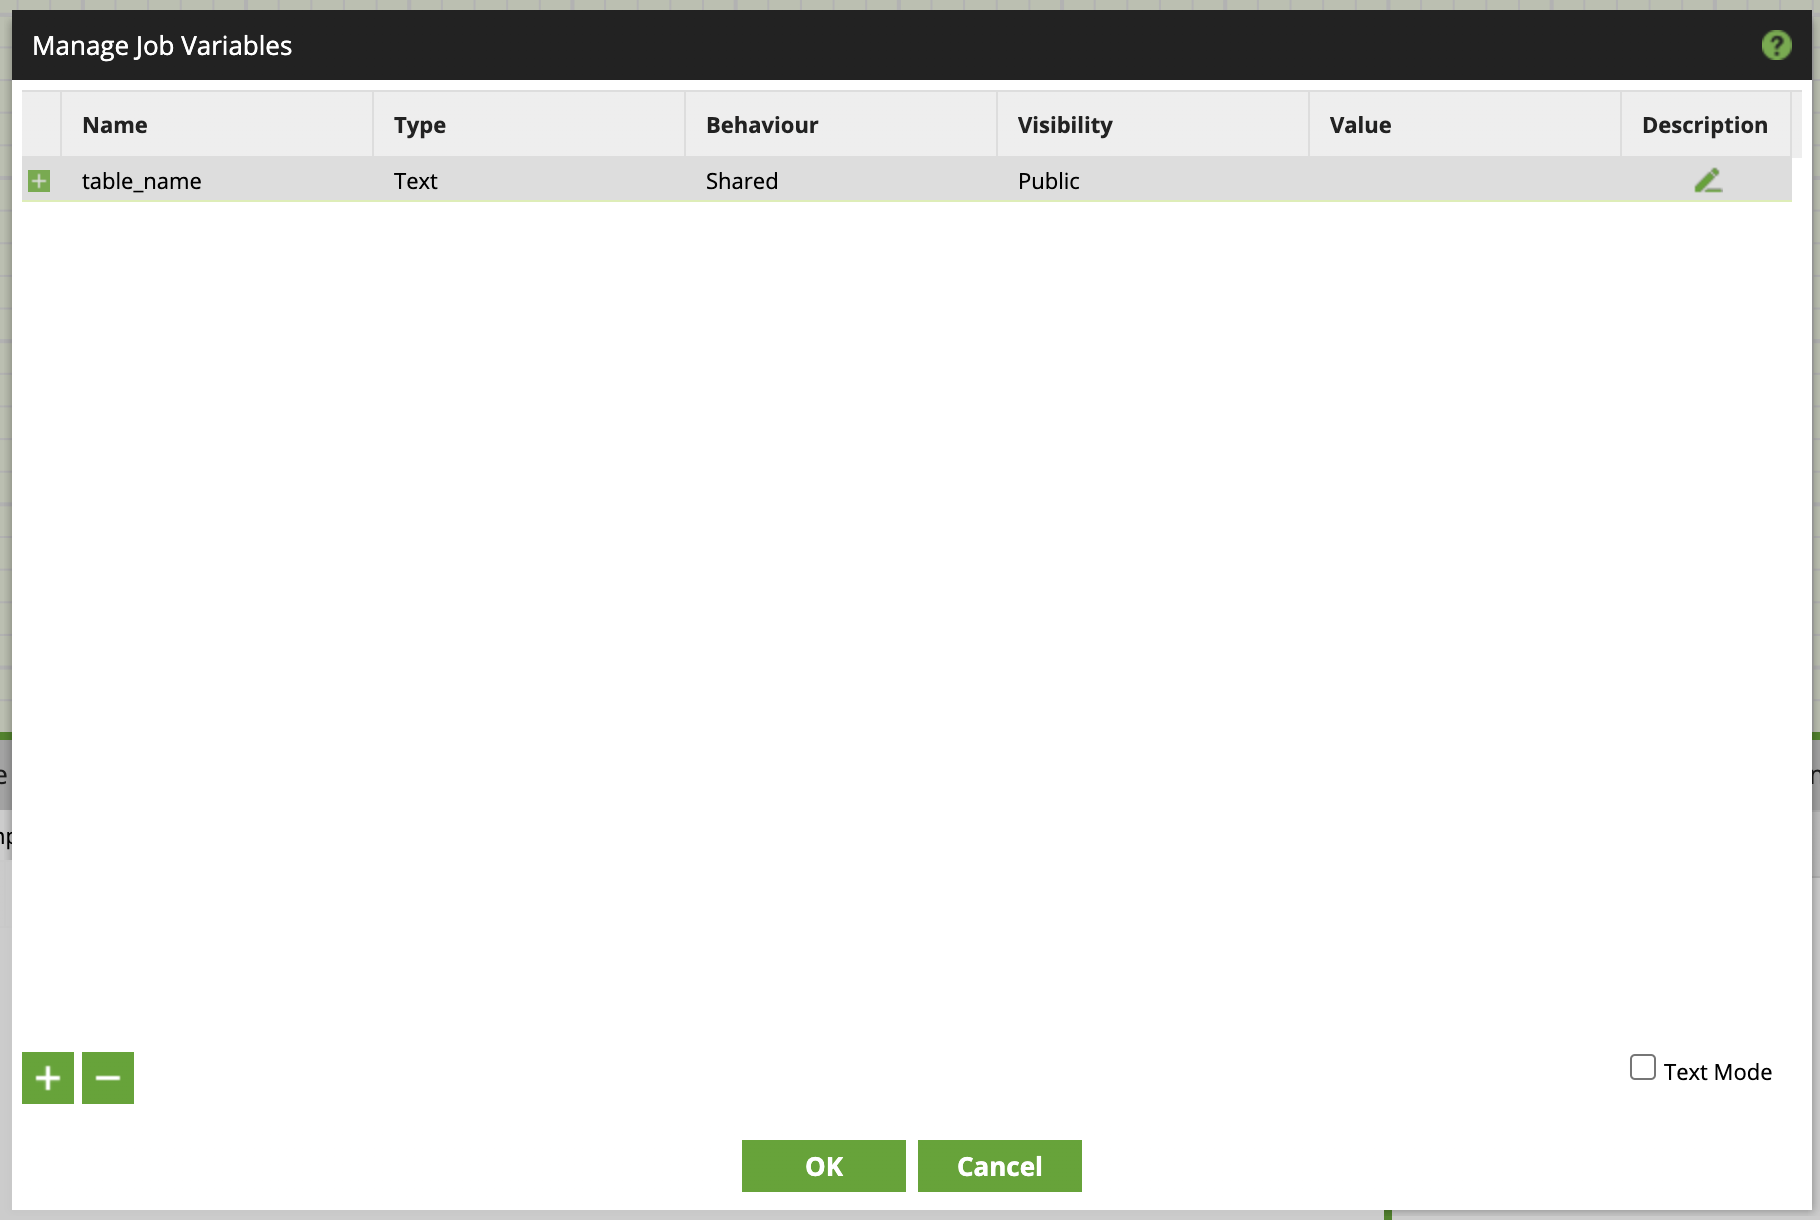 Manage Job Variables
Name Type Behaviour Visibility Value Description
table_name Text Shared Public
Text Mode
OK Cancel